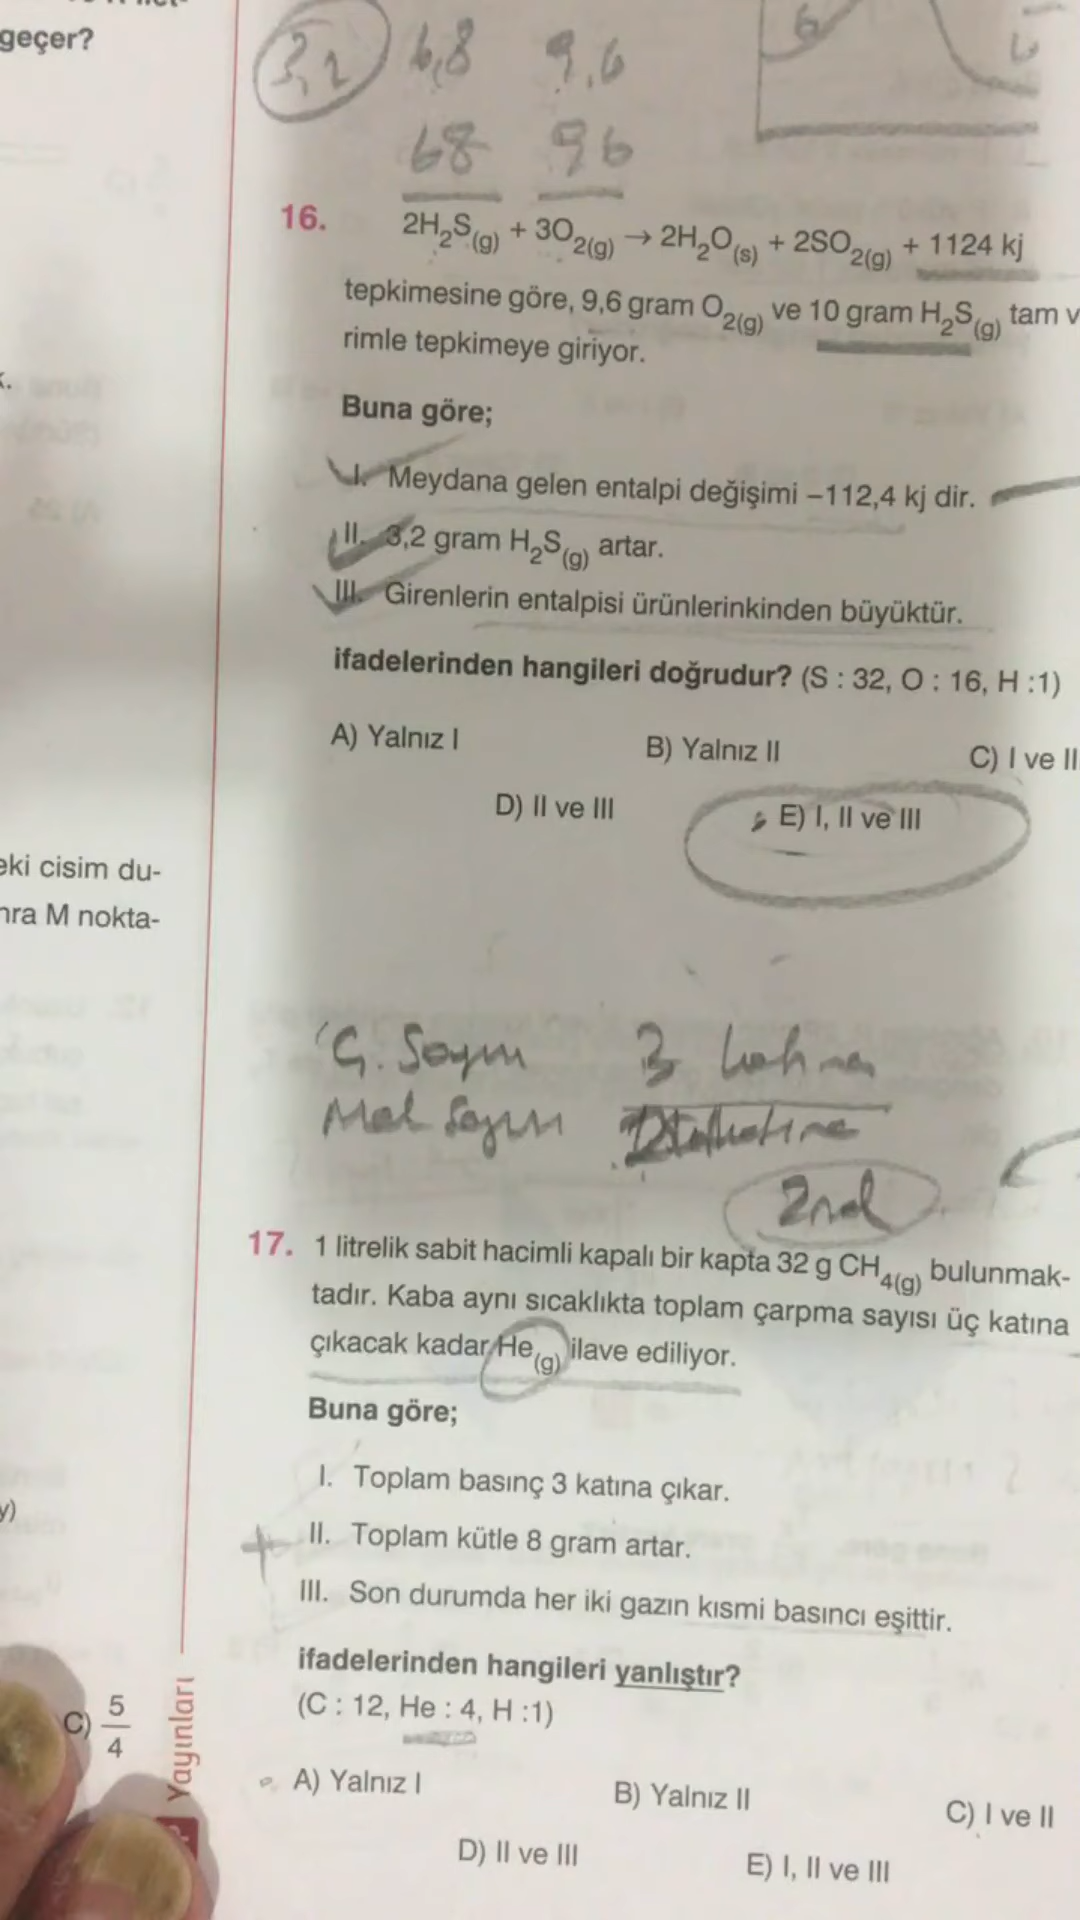 geçer?
3,2 6,8 9,6
68 96
16. 2H2S(g) + 3O2(g) → 2H2O(s) + 2SO2(g) + 1124 kj
tepkimesine göre, 9,6 gram O2(g) ve 10 gram H2S(g) tam v
rimle tepkimeye giriyor.
Buna göre;
I. Meydana gelen entalpi değişimi –112,4 kj dir.
II. 3,2 gram H2S(g) artar.
III. Girenlerin entalpisi ürünlerinkinden büyüktür.
ifadelerinden hangileri doğrudur? (S : 32, O : 16, H :1)
A) Yalnız I
B) Yalnız II
C) I ve II
D) II ve III
E) I, II ve III
eki cisim du-
nra M nokta-
Ç. Sayısı 3 katına
Mol Sayısı
2mol
17. 1 litrelik sabit hacimli kapalı bir kapta 32 g CH4(g) bulunmak-
tadır. Kaba aynı sıcaklıkta toplam çarpma sayısı üç katına
çıkacak kadar He(g) ilave ediliyor.
Buna göre;
I. Toplam basınç 3 katına çıkar.
II. Toplam kütle 8 gram artar.
III. Son durumda her iki gazın kısmi basıncı eşittir.
ifadelerinden hangileri yanlıştır?
(C : 12, He : 4, H :1)
A) Yalnız I
B) Yalnız II
C) I ve II
D) II ve III
E) I, II ve III
C) 5/4
Yayınları